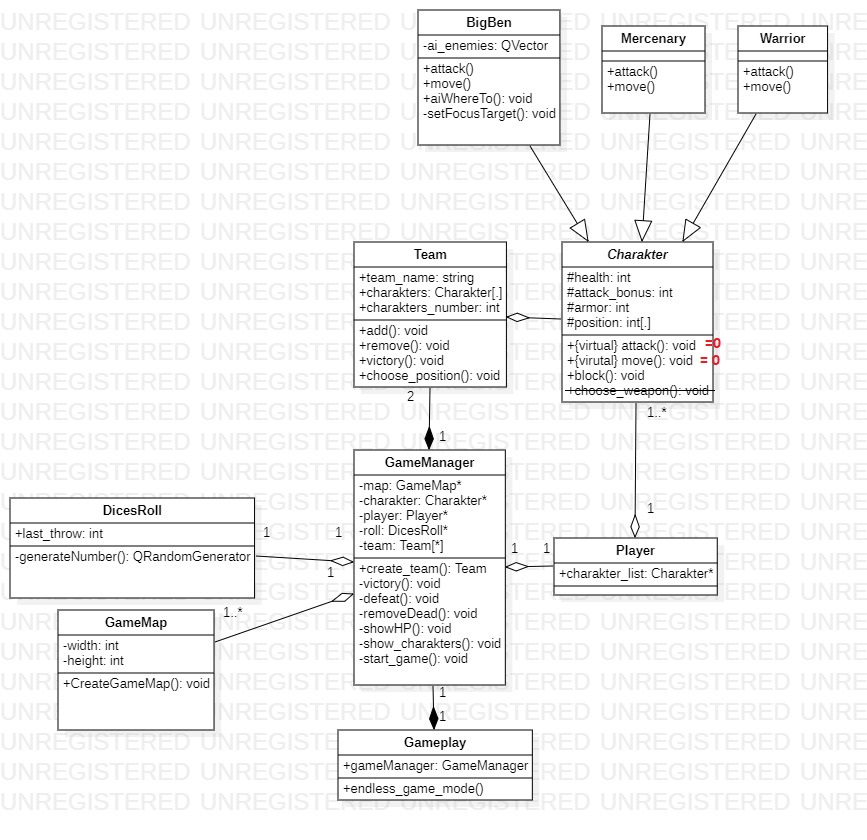 BigBen
-ai_enemies: QVector
+attack()
+move()
+aiWhereTo(): void
-setFocusTarget(): void
Mercenary
+attack()
+move()
Warrior
+attack()
+move()
Team
+team_name: string
+charakters: Charakter[.]
+charakters_number: int
+add(): void
+remove(): void
+victory(): void
+choose_position(): void
Charakter
#health: int
#attack_bonus: int
#armor: int
#position: int[.]
+{virtual} attack(): void =0
+{virutal} move(): void = 0
+block(): void
+choose_weapon(): void
2
1
1..*
1
GameManager
-map: GameMap*
-charakter: Charakter*
-player: Player*
-roll: DicesRoll*
-team: Team[*]
+create_team(): Team
-victory(): void
-defeat(): void
-removeDead(): void
-showHP(): void
-show_charakters(): void
-start_game(): void
DicesRoll
+last_throw: int
-generateNumber(): QRandomGenerator
1
1
1
1..*
1
1
Player
+charakter_list: Charakter*
GameMap
-width: int
-height: int
+CreateGameMap(): void
1
1
Gameplay
+gameManager: GameManager
+endless_game_mode()
UNREGISTERED UNREGISTERED UNREGISTERED UNREGISTERED